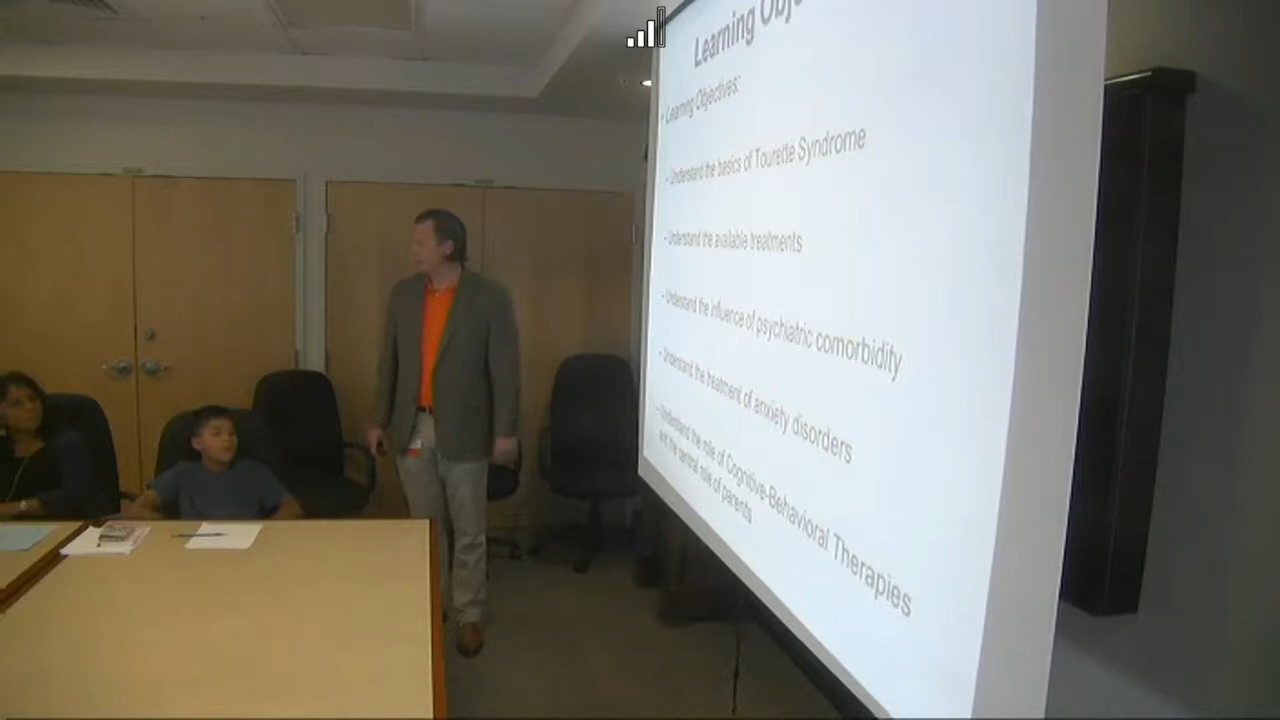 Learning Obje
• Learning Objectives:
- Understand the basics of Tourette Syndrome
- Understand the available treatments
- Understand the influence of psychiatric comorbidity
- Understand the treatment of anxiety disorders
- Understand the role of Cognitive-Behavioral Therapies
and the central role of parents